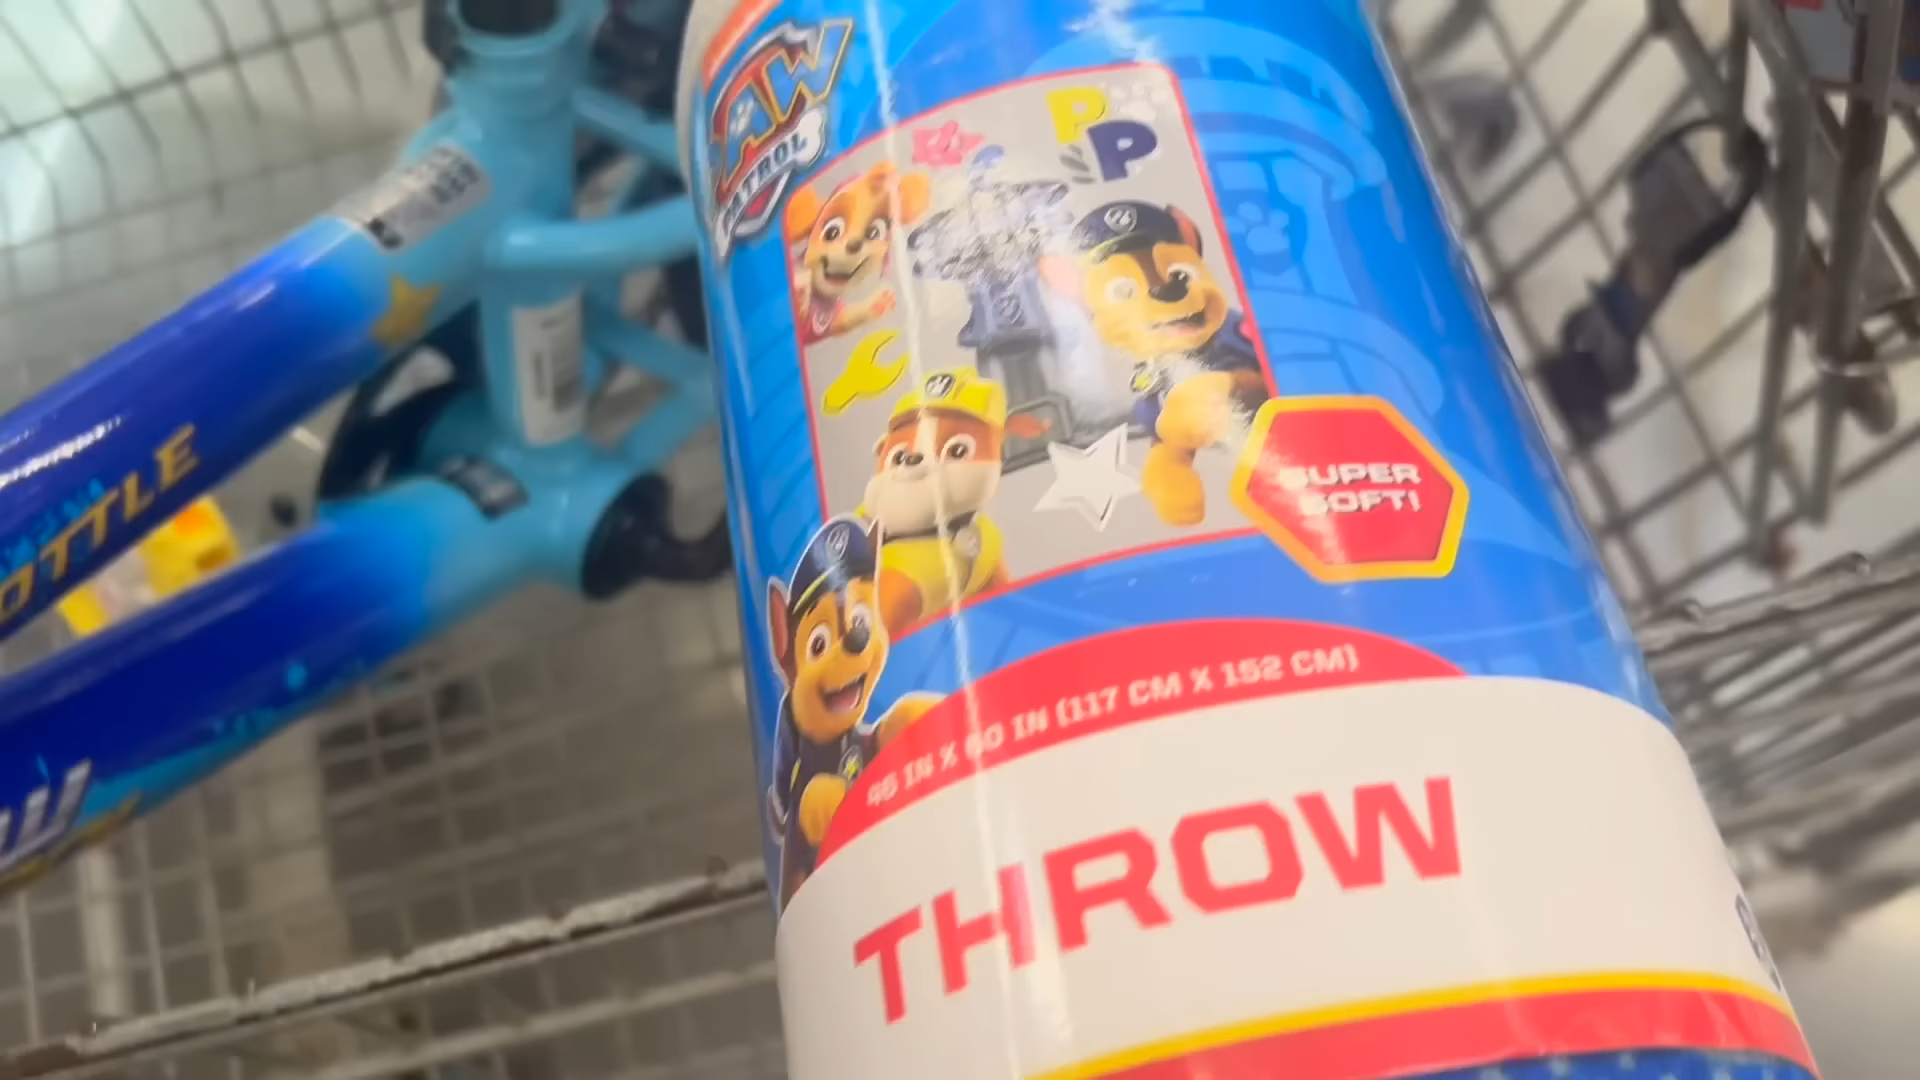 PAW
PATROL
P
P
SUPER
SOFT!
46 IN X 60 IN (117 CM X 152 CM)
THROW
OTTLE